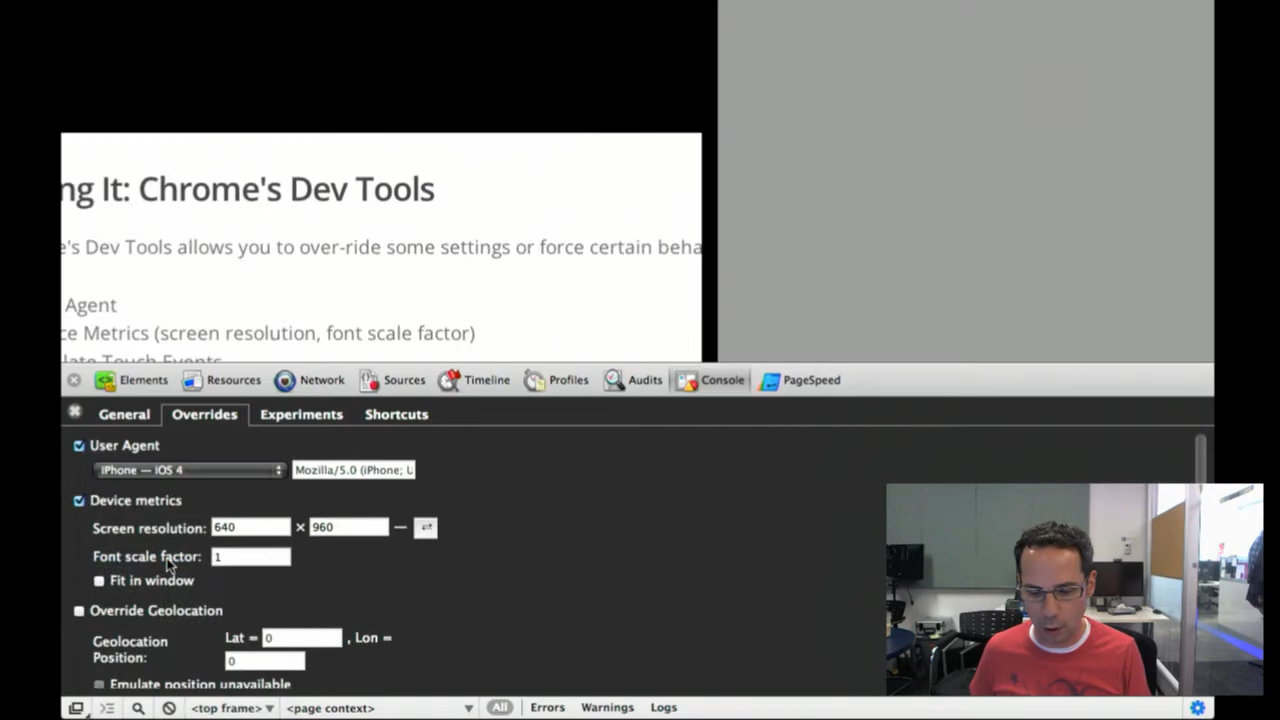 ng It: Chrome's Dev Tools
e's Dev Tools allows you to over-ride some settings or force certain beha
Agent
ce Metrics (screen resolution, font scale factor)
late Touch Events
Elements Resources Network Sources Timeline Profiles Audits Console PageSpeed
General Overrides Experiments Shortcuts
User Agent
iPhone — iOS 4 Mozilla/5.0 (iPhone; U
Device metrics
Screen resolution: 640 × 960 —
Font scale factor: 1
Fit in window
Override Geolocation
Geolocation Position: Lat = 0 , Lon = 0
Emulate position unavailable
<top frame> <page context> All Errors Warnings Logs